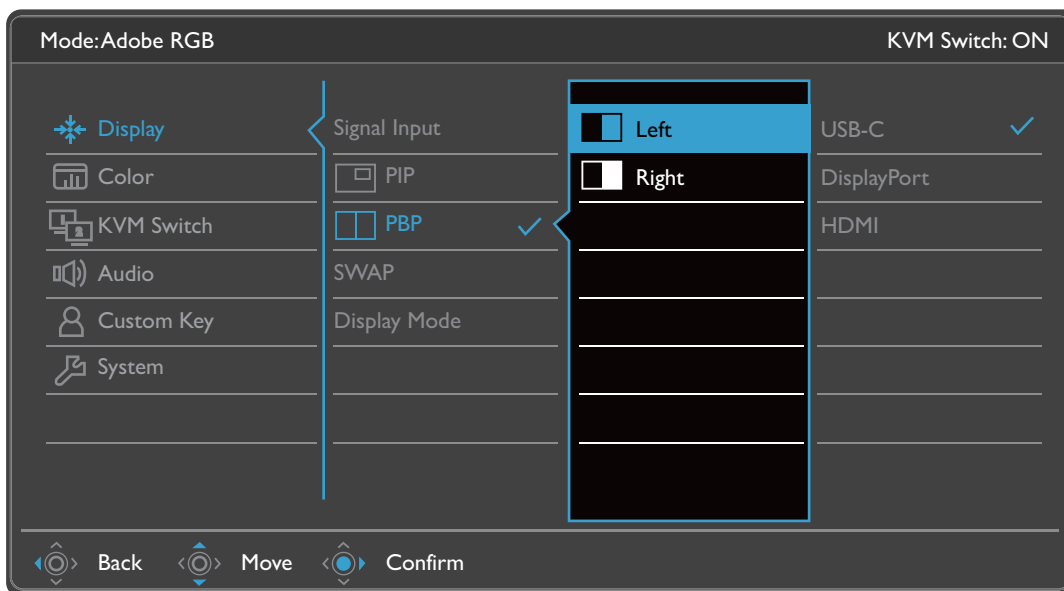 Mode: Adobe RGB
KVM Switch: ON
Display
Color
KVM Switch
Audio
Custom Key
System
Signal Input
PIP
PBP
SWAP
Display Mode
Left
Right
USB-C
DisplayPort
HDMI
Back
Move
Confirm